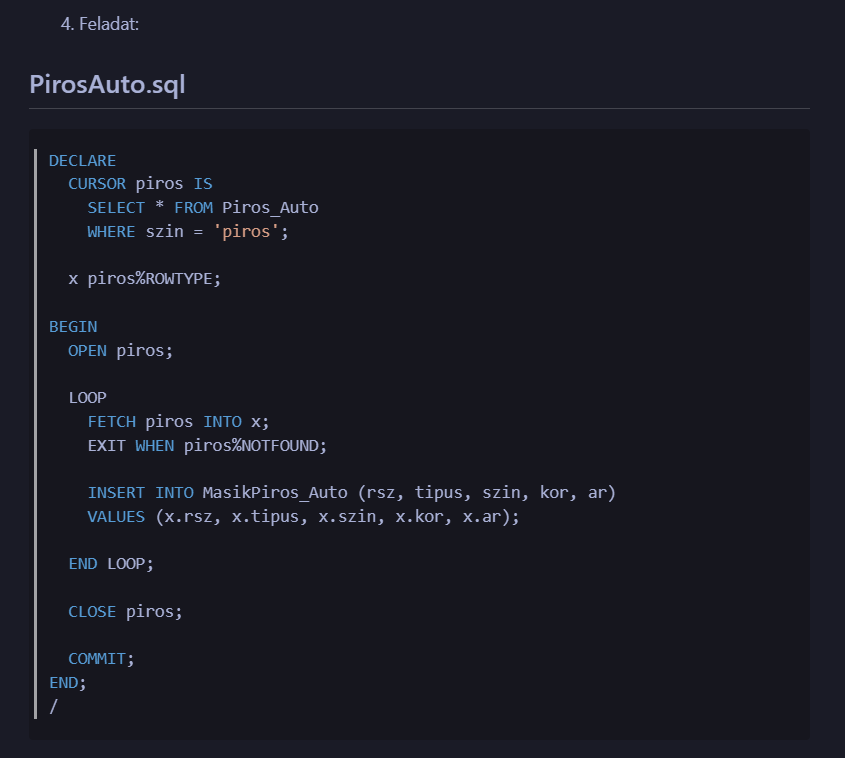 4. Feladat:
PirosAuto.sql
DECLARE
CURSOR piros IS
SELECT * FROM Piros_Auto
WHERE szin = 'piros';
x piros%ROWTYPE;
BEGIN
OPEN piros;
LOOP
FETCH piros INTO x;
EXIT WHEN piros%NOTFOUND;
INSERT INTO MasikPiros_Auto (rsz, tipus, szin, kor, ar)
VALUES (x.rsz, x.tipus, x.szin, x.kor, x.ar);
END LOOP;
CLOSE piros;
COMMIT;
END;
/